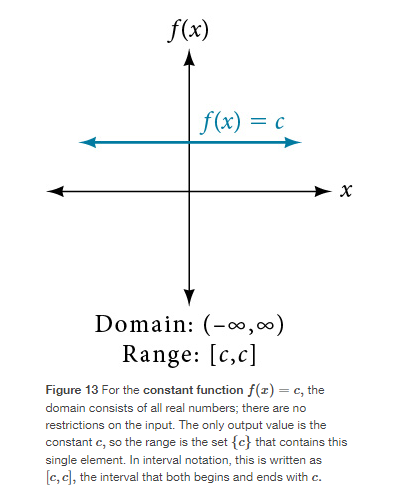 f(x)
f(x) = c
x
Domain: (-∞,∞)
Range: [c,c]
Figure 13 For the constant function f(x) = c, the
domain consists of all real numbers; there are no
restrictions on the input. The only output value is the
constant c, so the range is the set {c} that contains this
single element. In interval notation, this is written as
[c, c], the interval that both begins and ends with c.